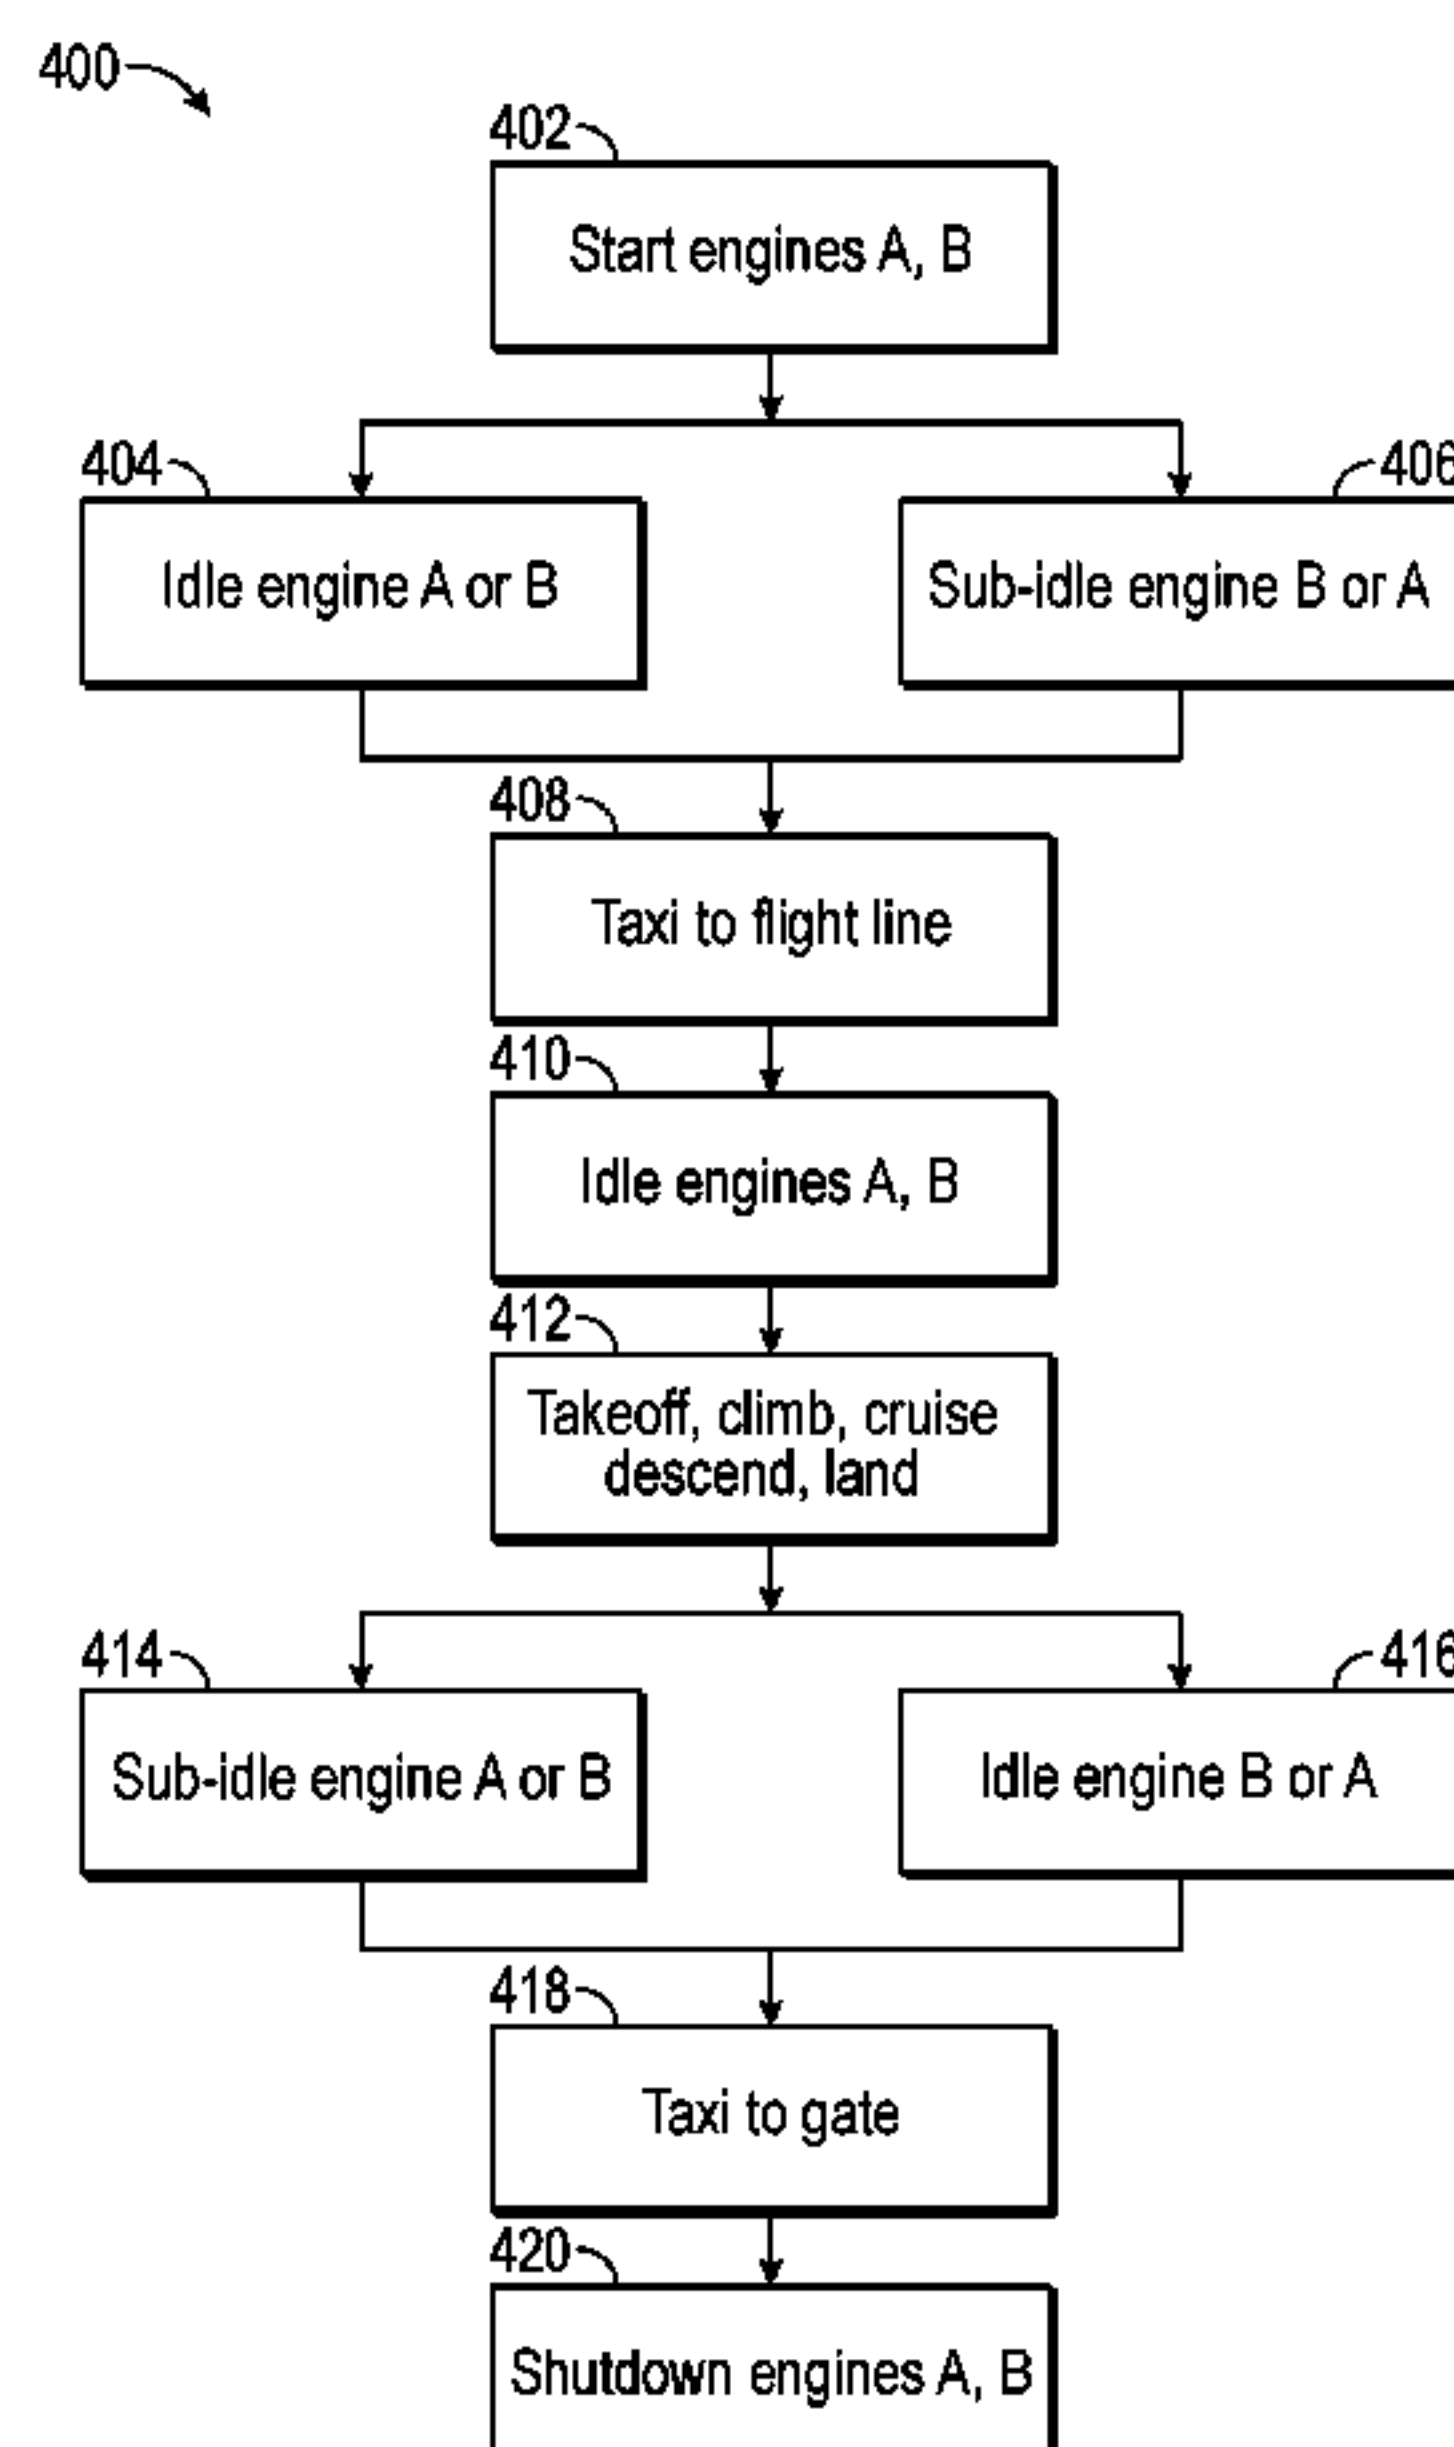 400
402
Start engines A, B
404
406
Idle engine A or B
Sub-idle engine B or A
408
Taxi to flight line
410
Idle engines A, B
412
Takeoff, climb, cruise
descend, land
414
416
Sub-idle engine A or B
Idle engine B or A
418
Taxi to gate
420
Shutdown engines A, B